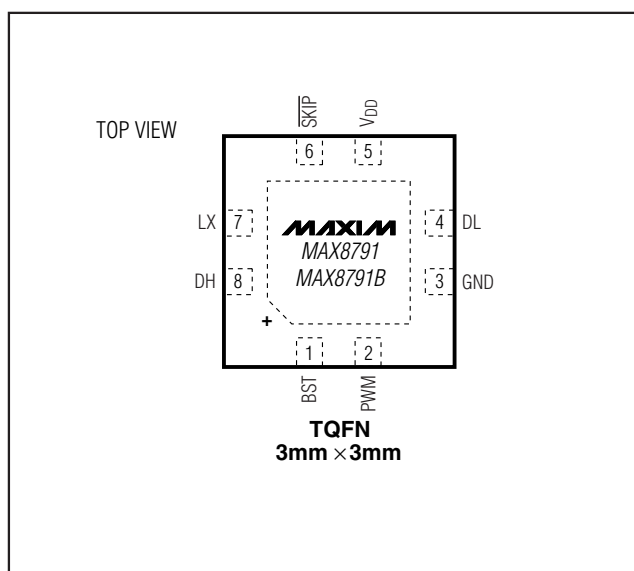 TOP VIEW
SKIP
VDD
6
5
LX
7
MAXIM
4
DL
MAX8791
DH
8
MAX8791B
3
GND
+
1
2
BST
PWM
TQFN
3mm × 3mm